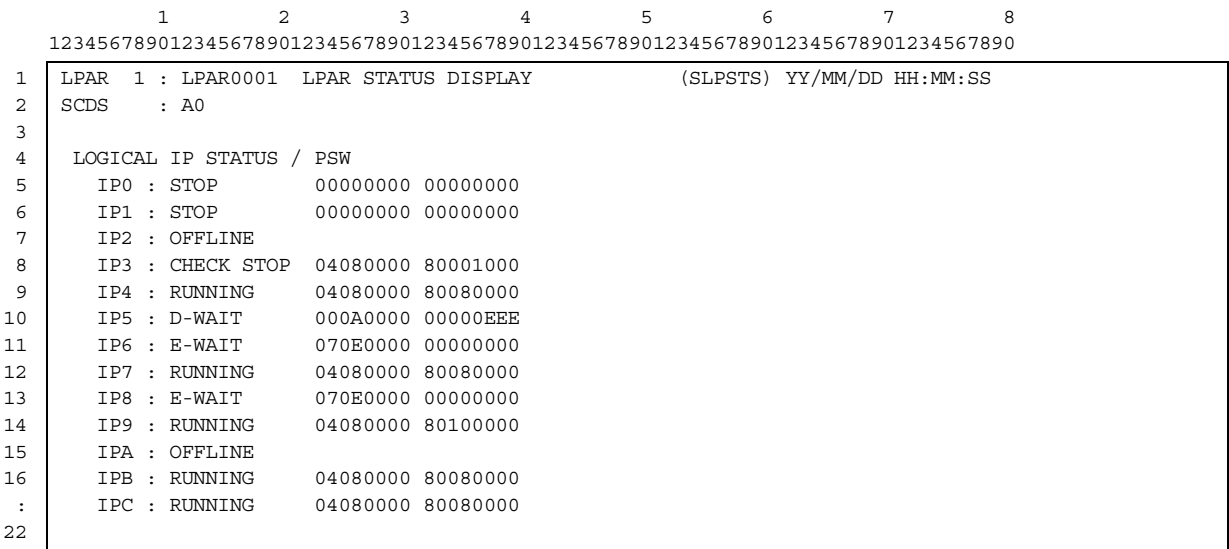 1 2 3 4 5 6 7 8
12345678901234567890123456789012345678901234567890123456789012345678901234567890
1 LPAR 1 : LPAR0001 LPAR STATUS DISPLAY (SLPSTS) YY/MM/DD HH:MM:SS
2 SCDS : A0
3
4 LOGICAL IP STATUS / PSW
5 IP0 : STOP 00000000 00000000
6 IP1 : STOP 00000000 00000000
7 IP2 : OFFLINE
8 IP3 : CHECK STOP 04080000 80001000
9 IP4 : RUNNING 04080000 80080000
10 IP5 : D-WAIT 000A0000 00000EEE
11 IP6 : E-WAIT 070E0000 00000000
12 IP7 : RUNNING 04080000 80080000
13 IP8 : E-WAIT 070E0000 00000000
14 IP9 : RUNNING 04080000 80100000
15 IPA : OFFLINE
16 IPB : RUNNING 04080000 80080000
: IPC : RUNNING 04080000 80080000
22